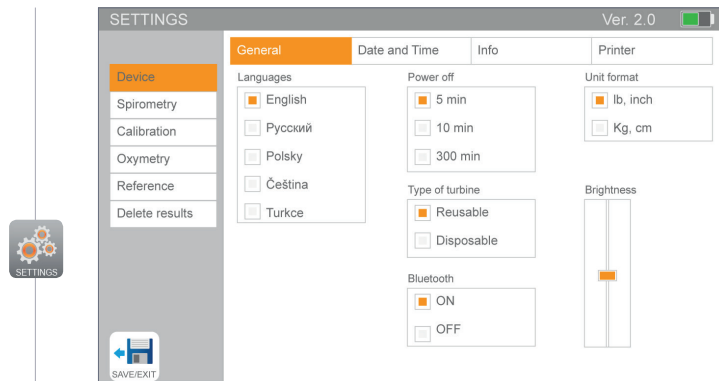 SETTINGS
Ver. 2.0
General
Date and Time
Info
Printer
Device
Spirometry
Calibration
Oxymetry
Reference
Delete results
Languages
English
Русский
Polsky
Čeština
Turkce
Power off
5 min
10 min
300 min
Type of turbine
Reusable
Disposable
Bluetooth
ON
OFF
Unit format
lb, inch
Kg, cm
Brightness
SETTINGS
SAVE/EXIT